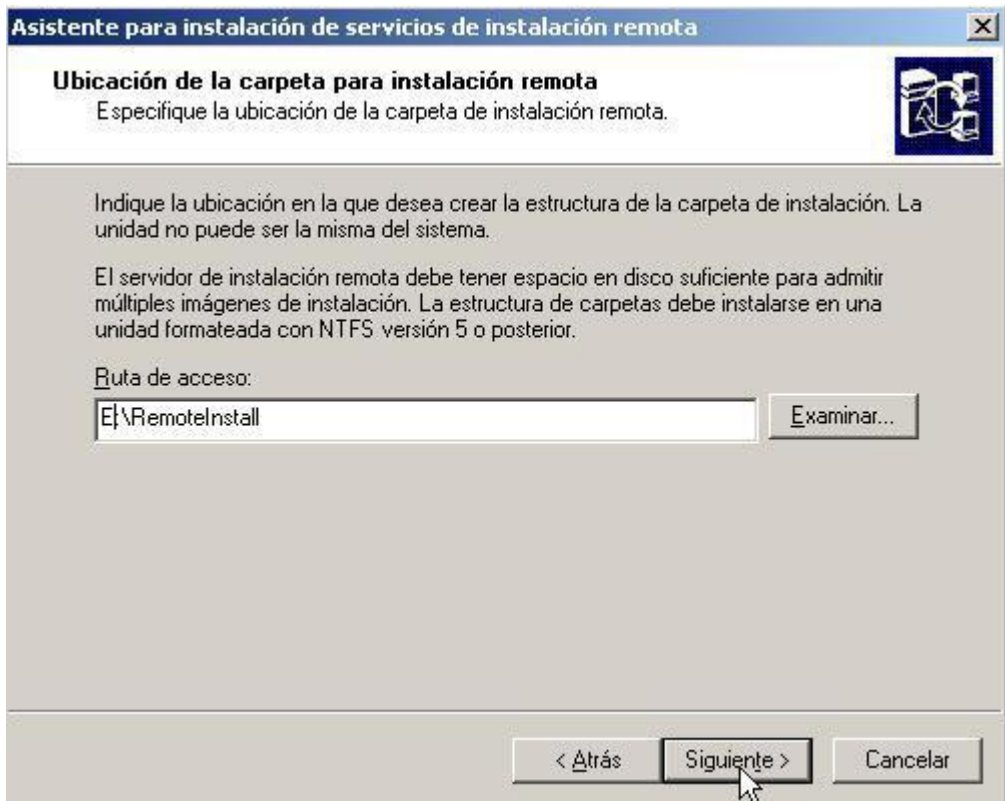 Asistente para instalación de servicios de instalación remota
Ubicación de la carpeta para instalación remota
Especifique la ubicación de la carpeta de instalación remota.
Indique la ubicación en la que desea crear la estructura de la carpeta de instalación. La
unidad no puede ser la misma del sistema.
El servidor de instalación remota debe tener espacio en disco suficiente para admitir
múltiples imágenes de instalación. La estructura de carpetas debe instalarse en una
unidad formateada con NTFS versión 5 o posterior.
Ruta de acceso:
E:\RemoteInstall
Examinar...
< Atrás
Siguiente >
Cancelar